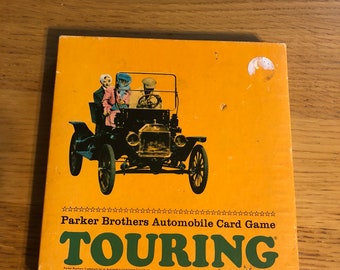 ☆☆☆☆☆☆☆☆☆☆☆☆☆☆☆☆☆☆☆☆☆☆☆☆☆☆☆☆☆☆☆☆☆☆☆☆☆
Parker Brothers Automobile Card Game
TOURING